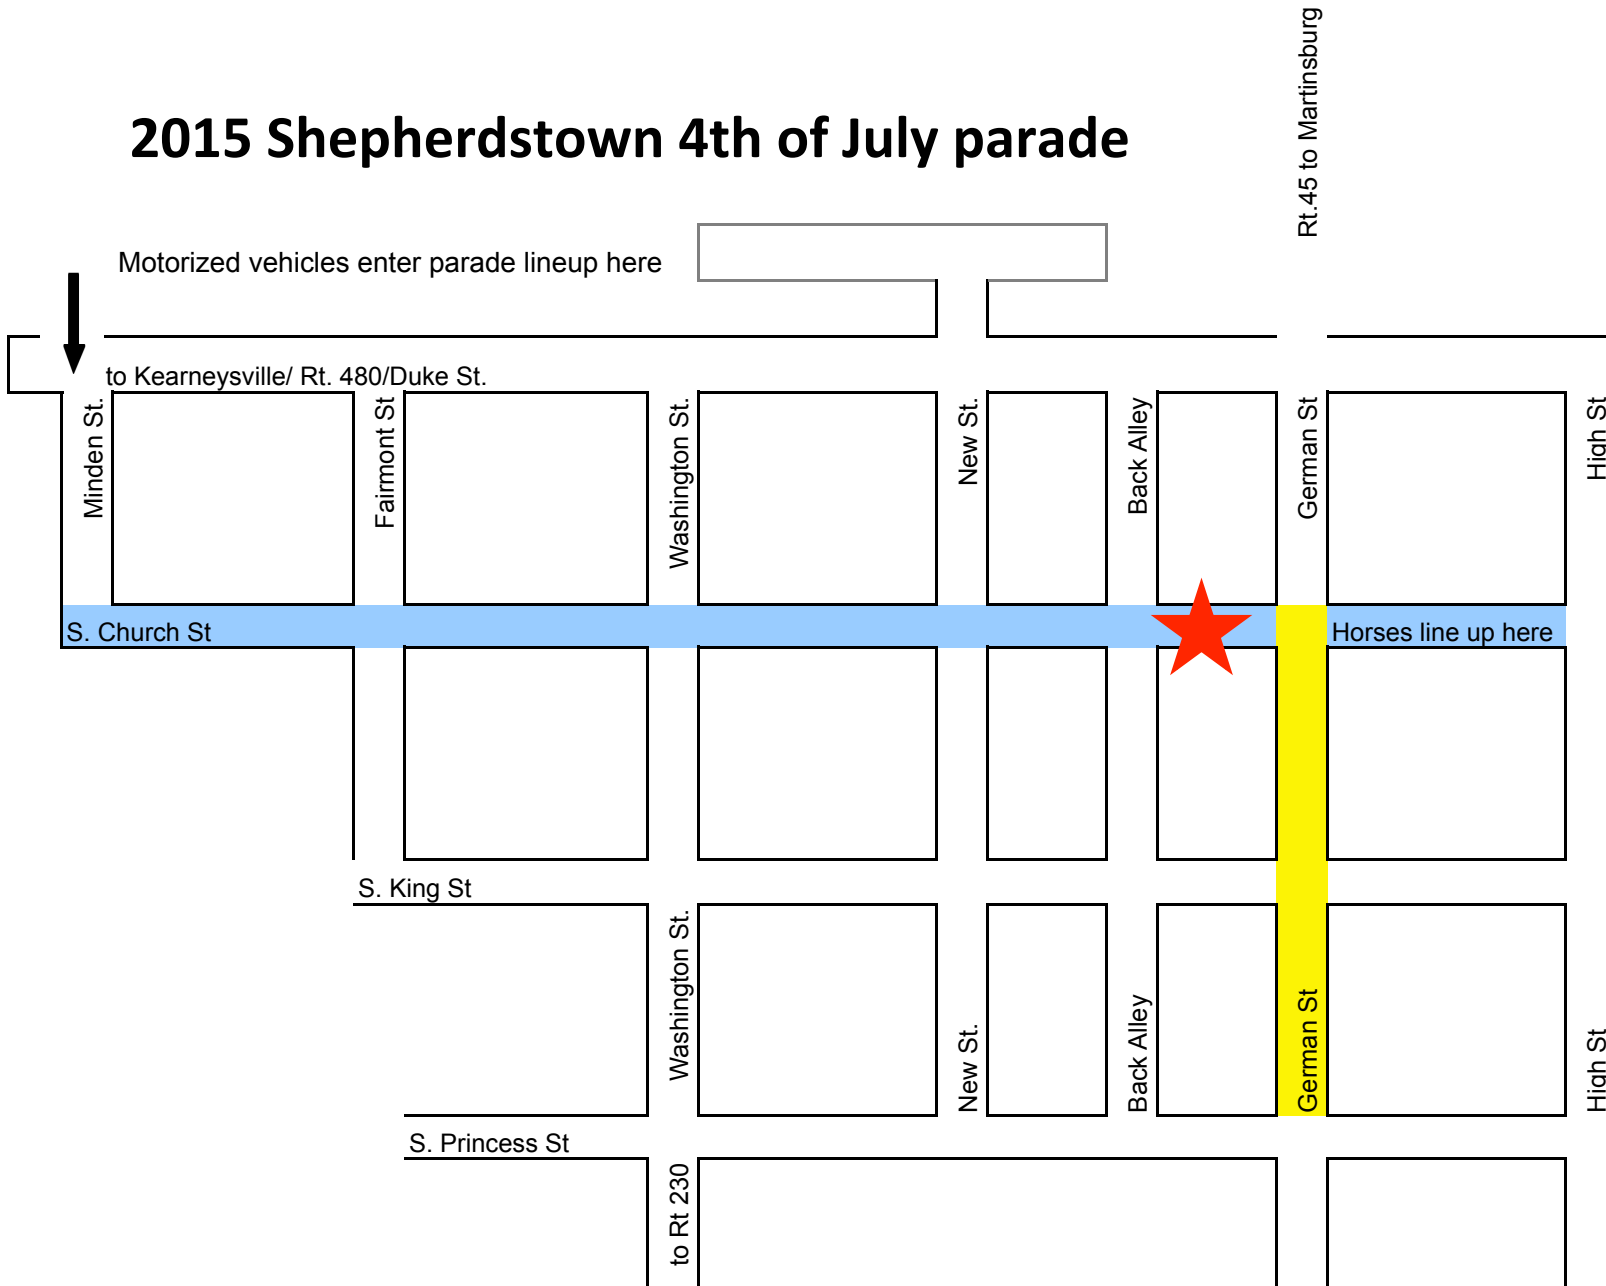 Rt.45 to Martinsburg
2015 Shepherdstown 4th of July parade
Motorized vehicles enter parade lineup here
to Kearneysville/ Rt. 480/Duke St.
Minden St.
Fairmont St
Washington St.
New St.
Back Alley
German St
High St
S. Church St
Horses line up here
S. King St
Washington St.
New St.
Back Alley
German St
High St
S. Princess St
to Rt 230